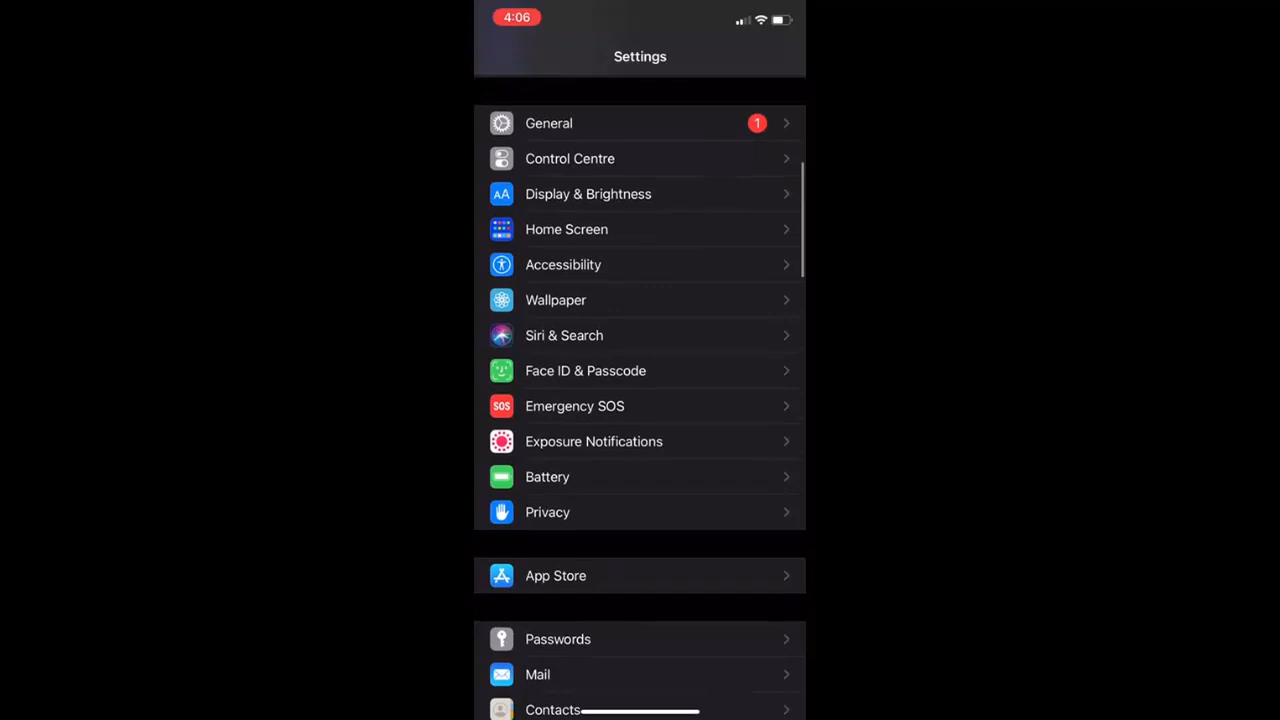 4:06
Settings
General 1
Control Centre
AA Display & Brightness
Home Screen
Accessibility
Wallpaper
Siri & Search
Face ID & Passcode
SOS Emergency SOS
Exposure Notifications
Battery
Privacy
App Store
Passwords
Mail
Contacts